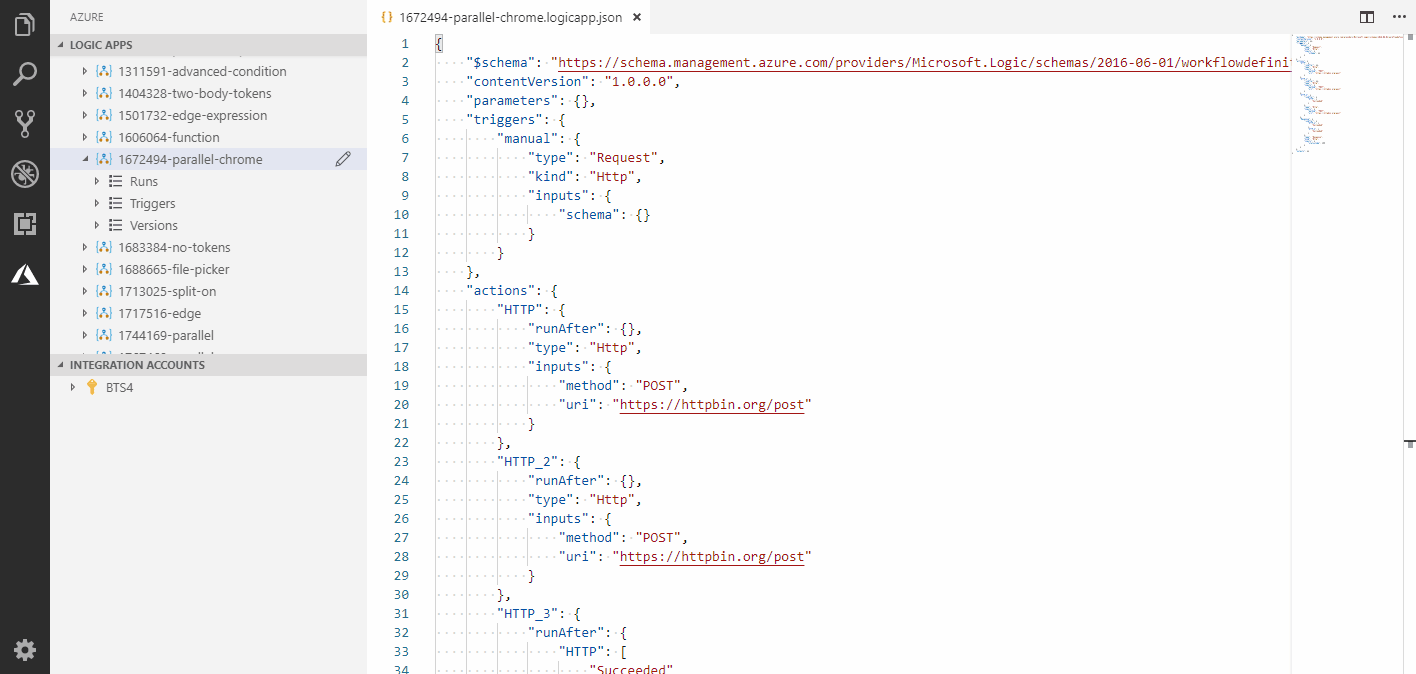 AZURE
LOGIC APPS
1311591-advanced-condition
1404328-two-body-tokens
1501732-edge-expression
1606064-function
1672494-parallel-chrome
Runs
Triggers
Versions
1683384-no-tokens
1688665-file-picker
1713025-split-on
1717516-edge
1744169-parallel
INTEGRATION ACCOUNTS
BTS4
{} 1672494-parallel-chrome.logicapp.json ×
1 {
2 "$schema": "https://schema.management.azure.com/providers/Microsoft.Logic/schemas/2016-06-01/workflowdefinit
3 "contentVersion": "1.0.0.0",
4 "parameters": {},
5 "triggers": {
6 "manual": {
7 "type": "Request",
8 "kind": "Http",
9 "inputs": {
10 "schema": {}
11 }
12 }
13 },
14 "actions": {
15 "HTTP": {
16 "runAfter": {},
17 "type": "Http",
18 "inputs": {
19 "method": "POST",
20 "uri": "https://httpbin.org/post"
21 }
22 },
23 "HTTP_2": {
24 "runAfter": {},
25 "type": "Http",
26 "inputs": {
27 "method": "POST",
28 "uri": "https://httpbin.org/post"
29 }
30 },
31 "HTTP_3": {
32 "runAfter": {
33 "HTTP": [
34 "Succeeded"